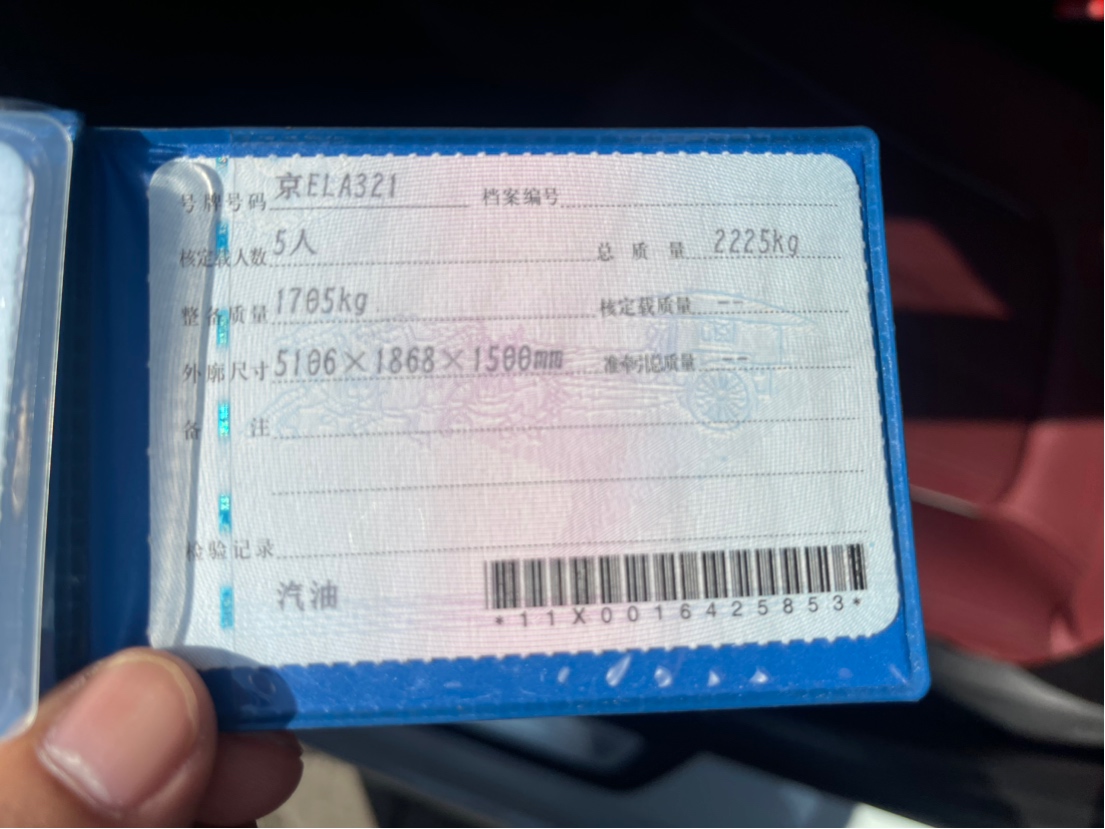 号牌号码 京ELA321 档案编号
核定载人数 5人 总质量 2225kg
整备质量 1705kg 核定载质量 --
外廓尺寸 5106×1868×1500mm 准牵引总质量 --
备注
检验记录
汽油
*11X0016425853*